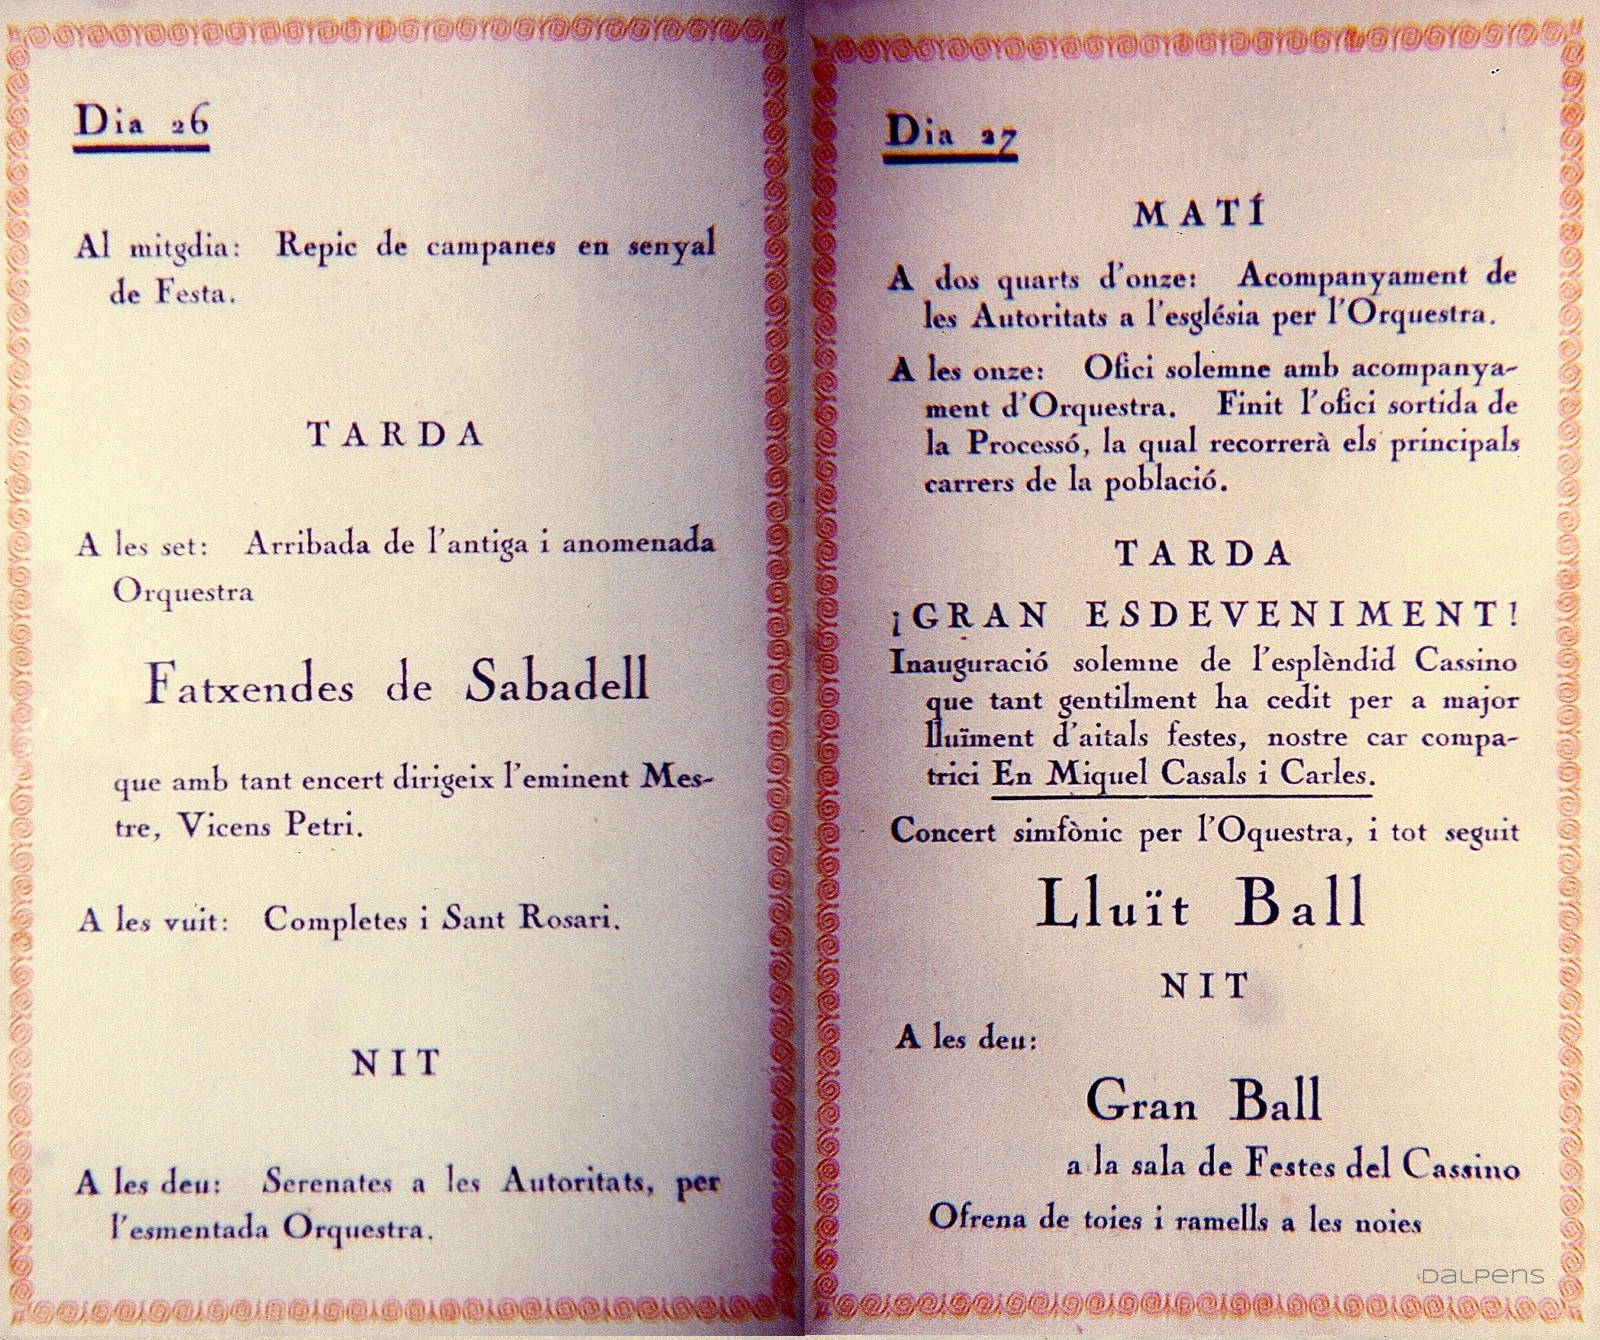 Dia 26
Al mitgdia: Repic de campanes en senyal
de Festa.
TARDA
A les set: Arribada de l'antiga i anomenada
Orquestra
Fatxendes de Sabadell
que amb tant encert dirigeix l'eminent Mes-
tre, Vicens Petri.
A les vuit: Completes i Sant Rosari.
NIT
A les deu: Serenates a les Autoritats, per
l'esmentada Orquestra.
Dia 27
MATÍ
A dos quarts d'onze: Acompanyament de
les Autoritats a l'església per l'Orquestra.
A les onze: Ofici solemne amb acompanya-
ment d'Orquestra. Finit l'ofici sortida de
la Processó, la qual recorrerà els principals
carrers de la població.
TARDA
¡GRAN ESDEVENIMENT!
Inauguració solemne de l'esplèndid Cassino
que tant gentilment ha cedit per a major
lluïment d'aitals festes, nostre car compa-
trici En Miquel Casals i Carles.
Concert simfònic per l'Oquestra, i tot seguit
Lluït Ball
NIT
A les deu:
Gran Ball
a la sala de Festes del Cassino
Ofrena de toies i ramells a les noies
DALPENS